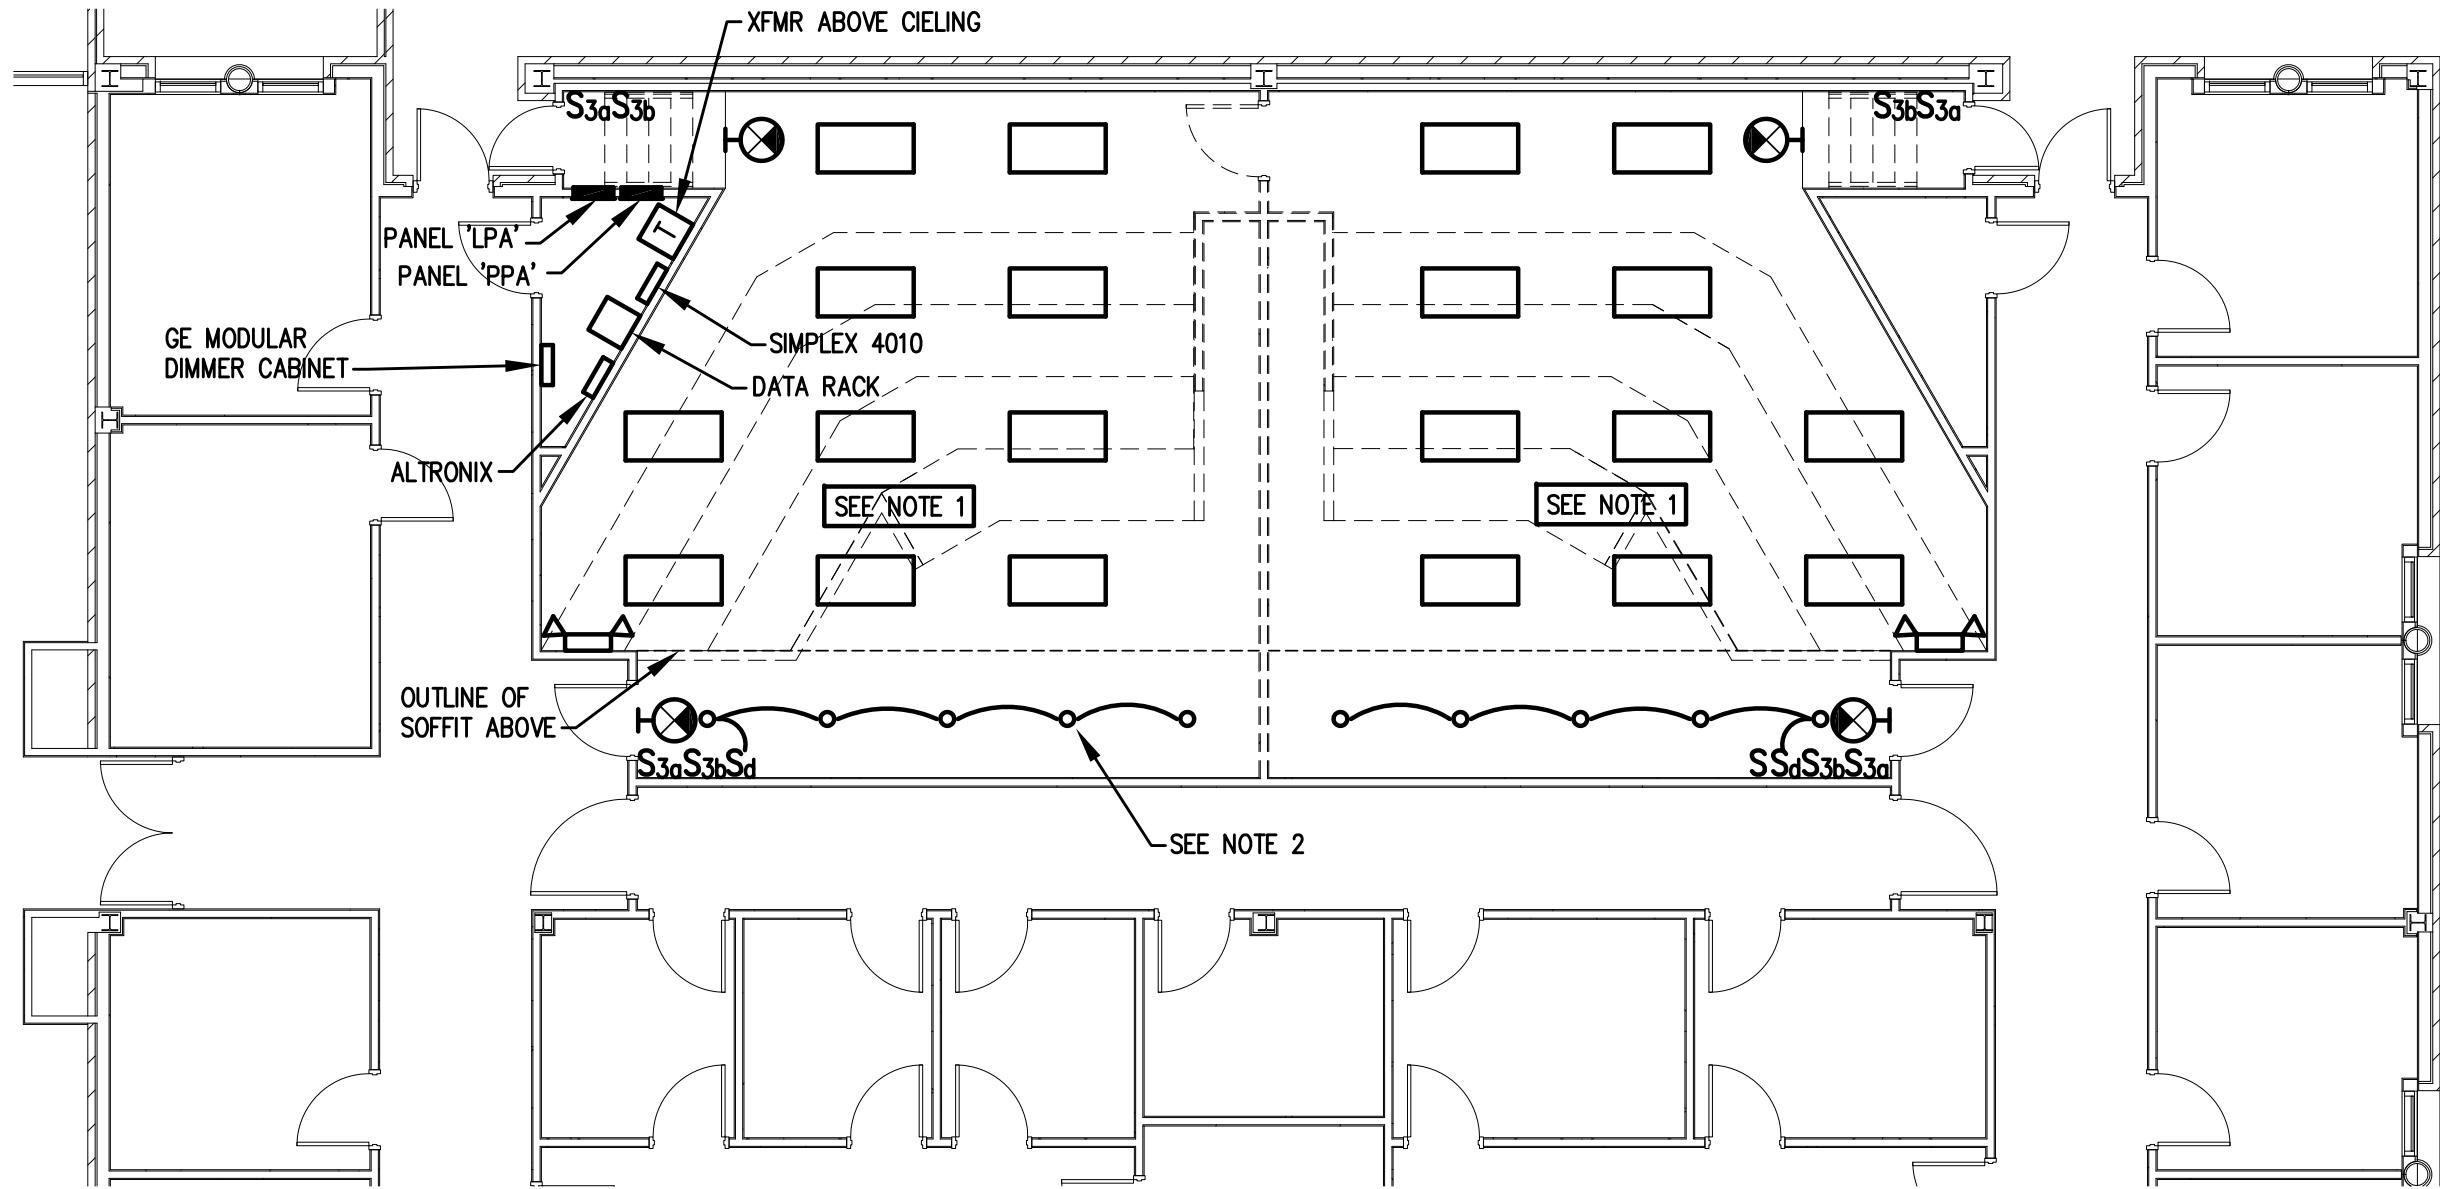 XFMR ABOVE CIELING
S3aS3b
S3bS3a
T
PANEL 'LPA'
PANEL 'PPA'
GE MODULAR
DIMMER CABINET
SIMPLEX 4010
DATA RACK
ALTRONIX
SEE NOTE 1
SEE NOTE 1
OUTLINE OF
SOFFIT ABOVE
S3aS3bSd
SSdS3bS3a
SEE NOTE 2